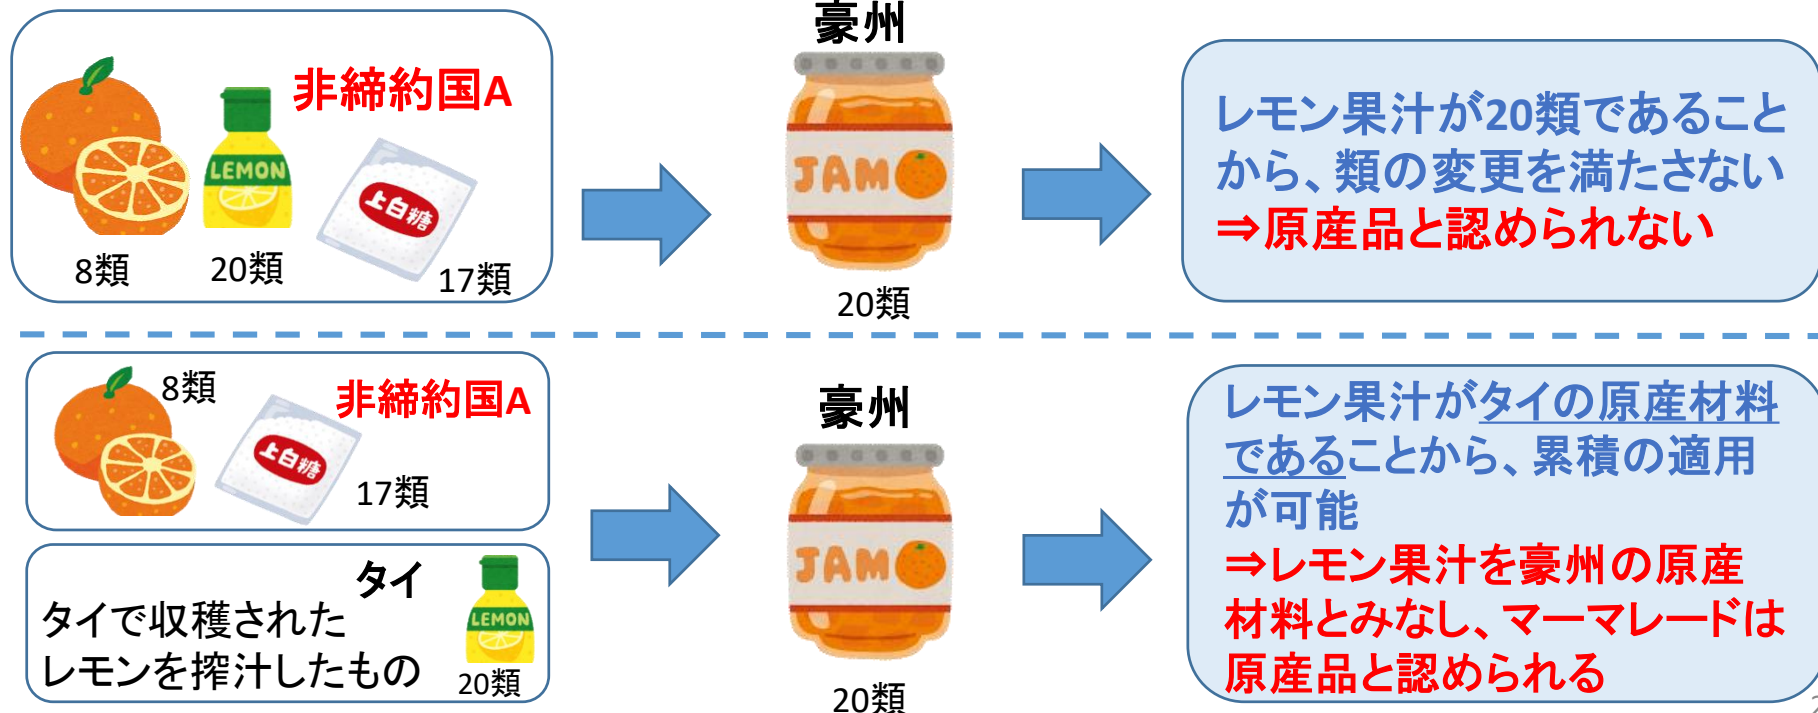 豪州
非締約国A
LEMON
上白糖
8類
20類
17類
JAM
20類
レモン果汁が20類であること
から、類の変更を満たさない
⇒原産品と認められない
8類
非締約国A
上白糖
17類
タイ
タイで収穫された
レモンを搾汁したもの
LEMON
20類
豪州
JAM
20類
レモン果汁がタイの原産材料
であることから、累積の適用
が可能
⇒レモン果汁を豪州の原産
材料とみなし、マーマレードは
原産品と認められる